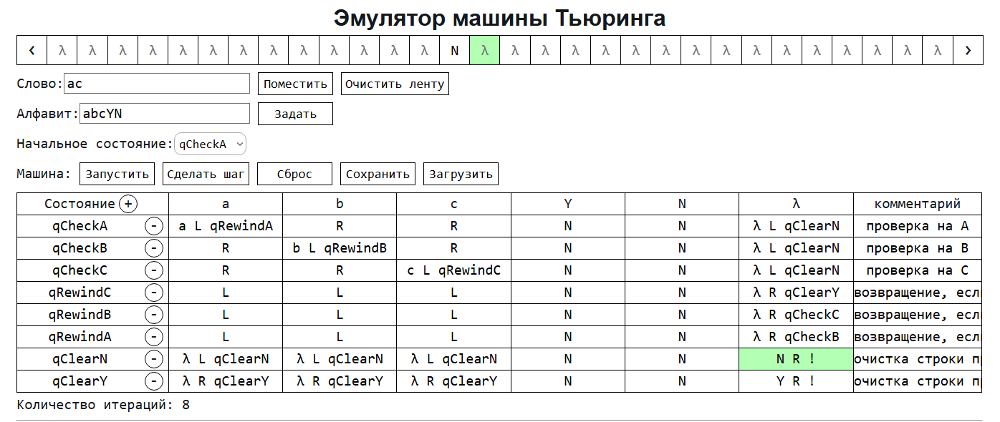 Эмулятор машины Тьюринга
< λ λ λ λ λ λ λ λ λ λ λ λ λ N λ λ λ λ λ λ λ λ λ λ λ λ λ λ λ λ >
Слово: ac Поместить Очистить ленту
Алфавит: abcYN Задать
Начальное состояние: qCheckA
Машина: Запустить Сделать шаг Сброс Сохранить Загрузить
Состояние + a b c Y N λ комментарий
qCheckA - a L qRewindA R R N N λ L qClearN проверка на A
qCheckB - R b L qRewindB R N N λ L qClearN проверка на B
qCheckC - R R c L qRewindC N N λ L qClearN проверка на C
qRewindC - L L L N N λ R qClearY возвращение, есл
qRewindB - L L L N N λ R qCheckC возвращение, есл
qRewindA - L L L N N λ R qCheckB возвращение, есл
qClearN - λ L qClearN λ L qClearN λ L qClearN N N N R ! очистка строки п
qClearY - λ R qClearY λ R qClearY λ R qClearY N N Y R ! очистка строки п
Количество итераций: 8